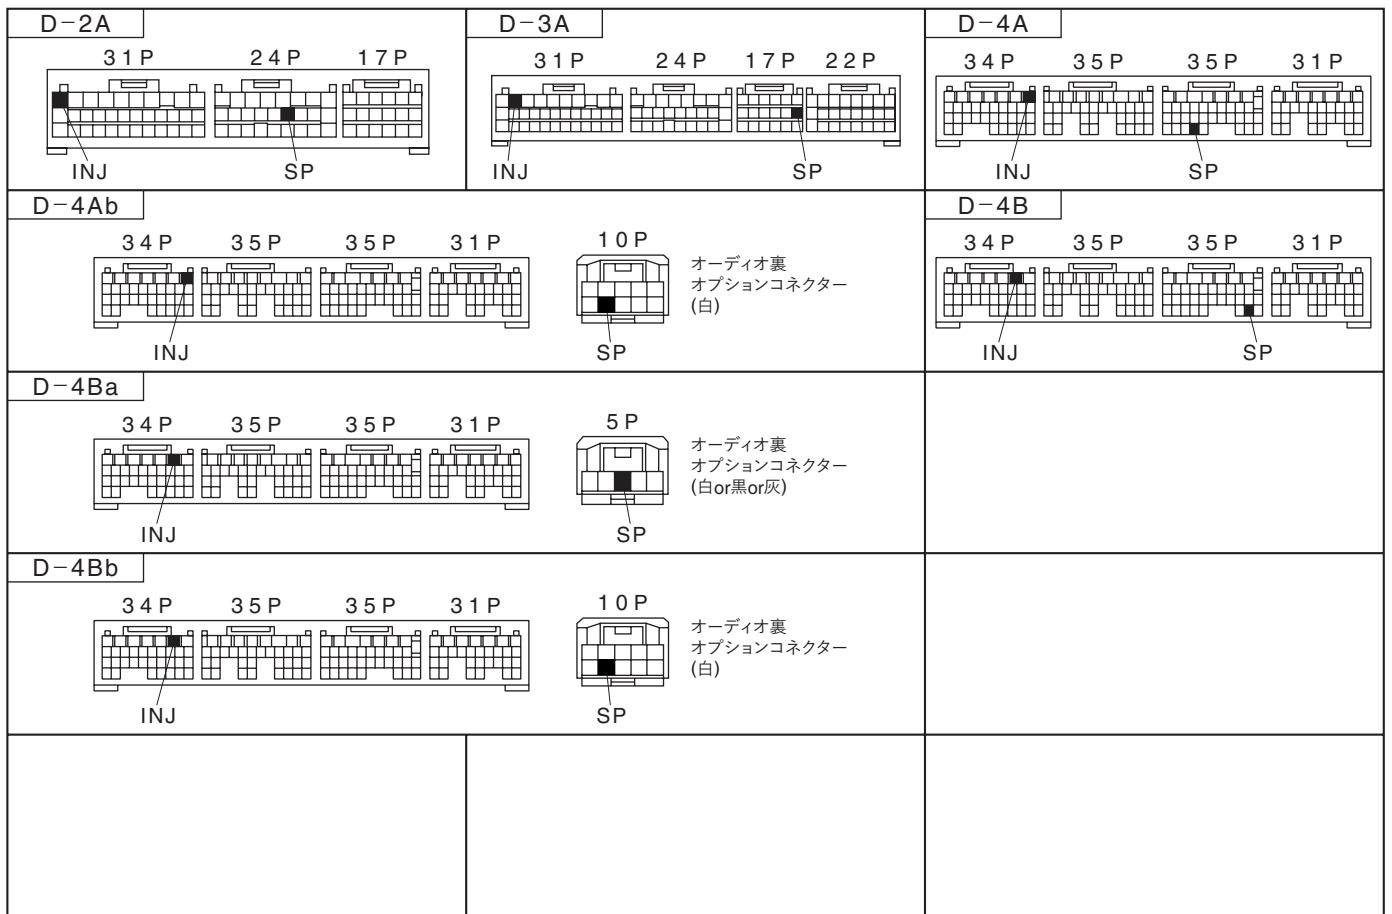 D-2A
31P 24P 17P
INJ SP
D-3A
31P 24P 17P 22P
INJ SP
D-4A
34P 35P 35P 31P
INJ SP
D-4Ab
34P 35P 35P 31P 10P
オーディオ裏
オプションコネクター
(白)
INJ SP
D-4B
34P 35P 35P 31P
INJ SP
D-4Ba
34P 35P 35P 31P 5P
オーディオ裏
オプションコネクター
(白or黒or灰)
INJ SP
D-4Bb
34P 35P 35P 31P 10P
オーディオ裏
オプションコネクター
(白)
INJ SP